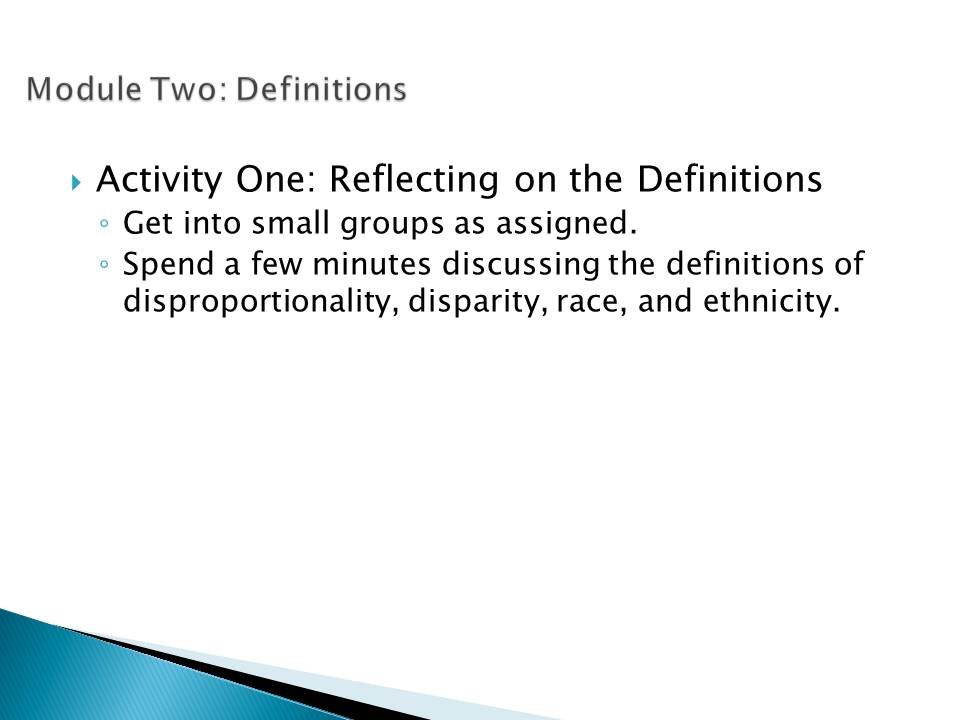 Module Two: Definitions
Activity One: Reflecting on the Definitions
Get into small groups as assigned.
Spend a few minutes discussing the definitions of
disproportionality, disparity, race, and ethnicity.